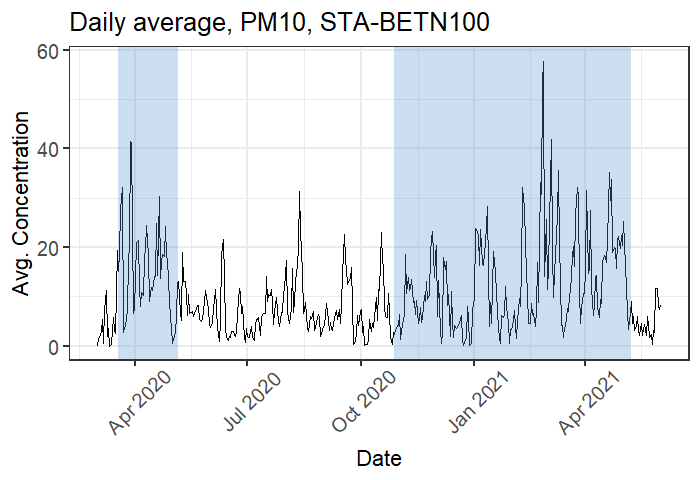 Daily average, PM10, STA-BETN100
Avg. Concentration
60
40
20
0
Apr 2020
Jul 2020
Oct 2020
Jan 2021
Apr 2021
Date